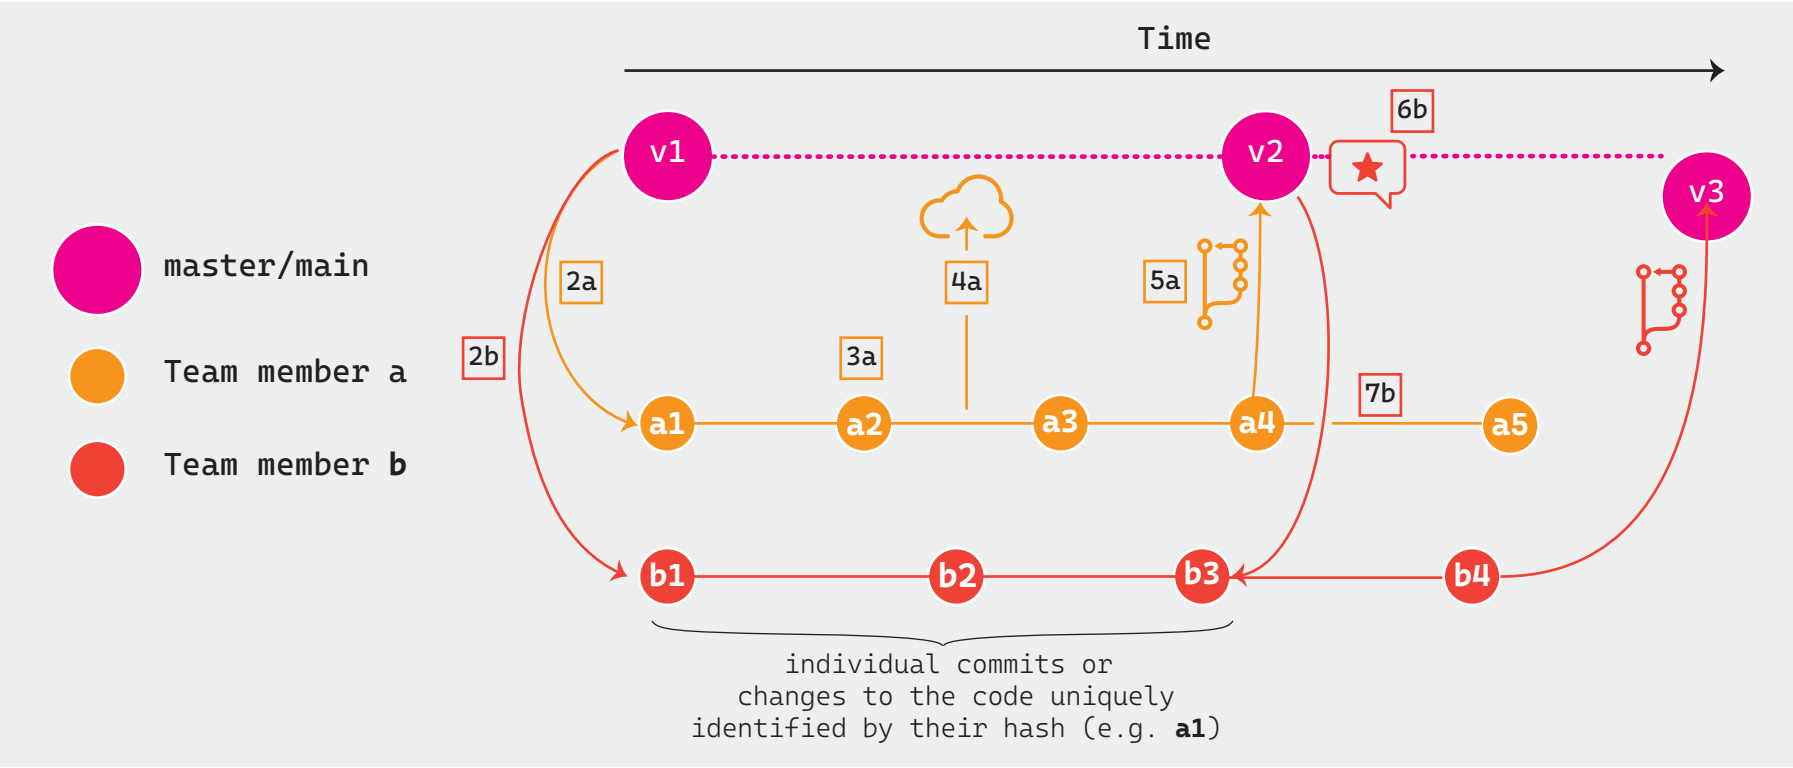 Time
6b
v1
v2
v3
master/main
2a
4a
5a
2b
3a
Team member a
7b
a1
a2
a3
a4
a5
Team member b
b1
b2
b3
b4
individual commits or
changes to the code uniquely
identified by their hash (e.g. a1)